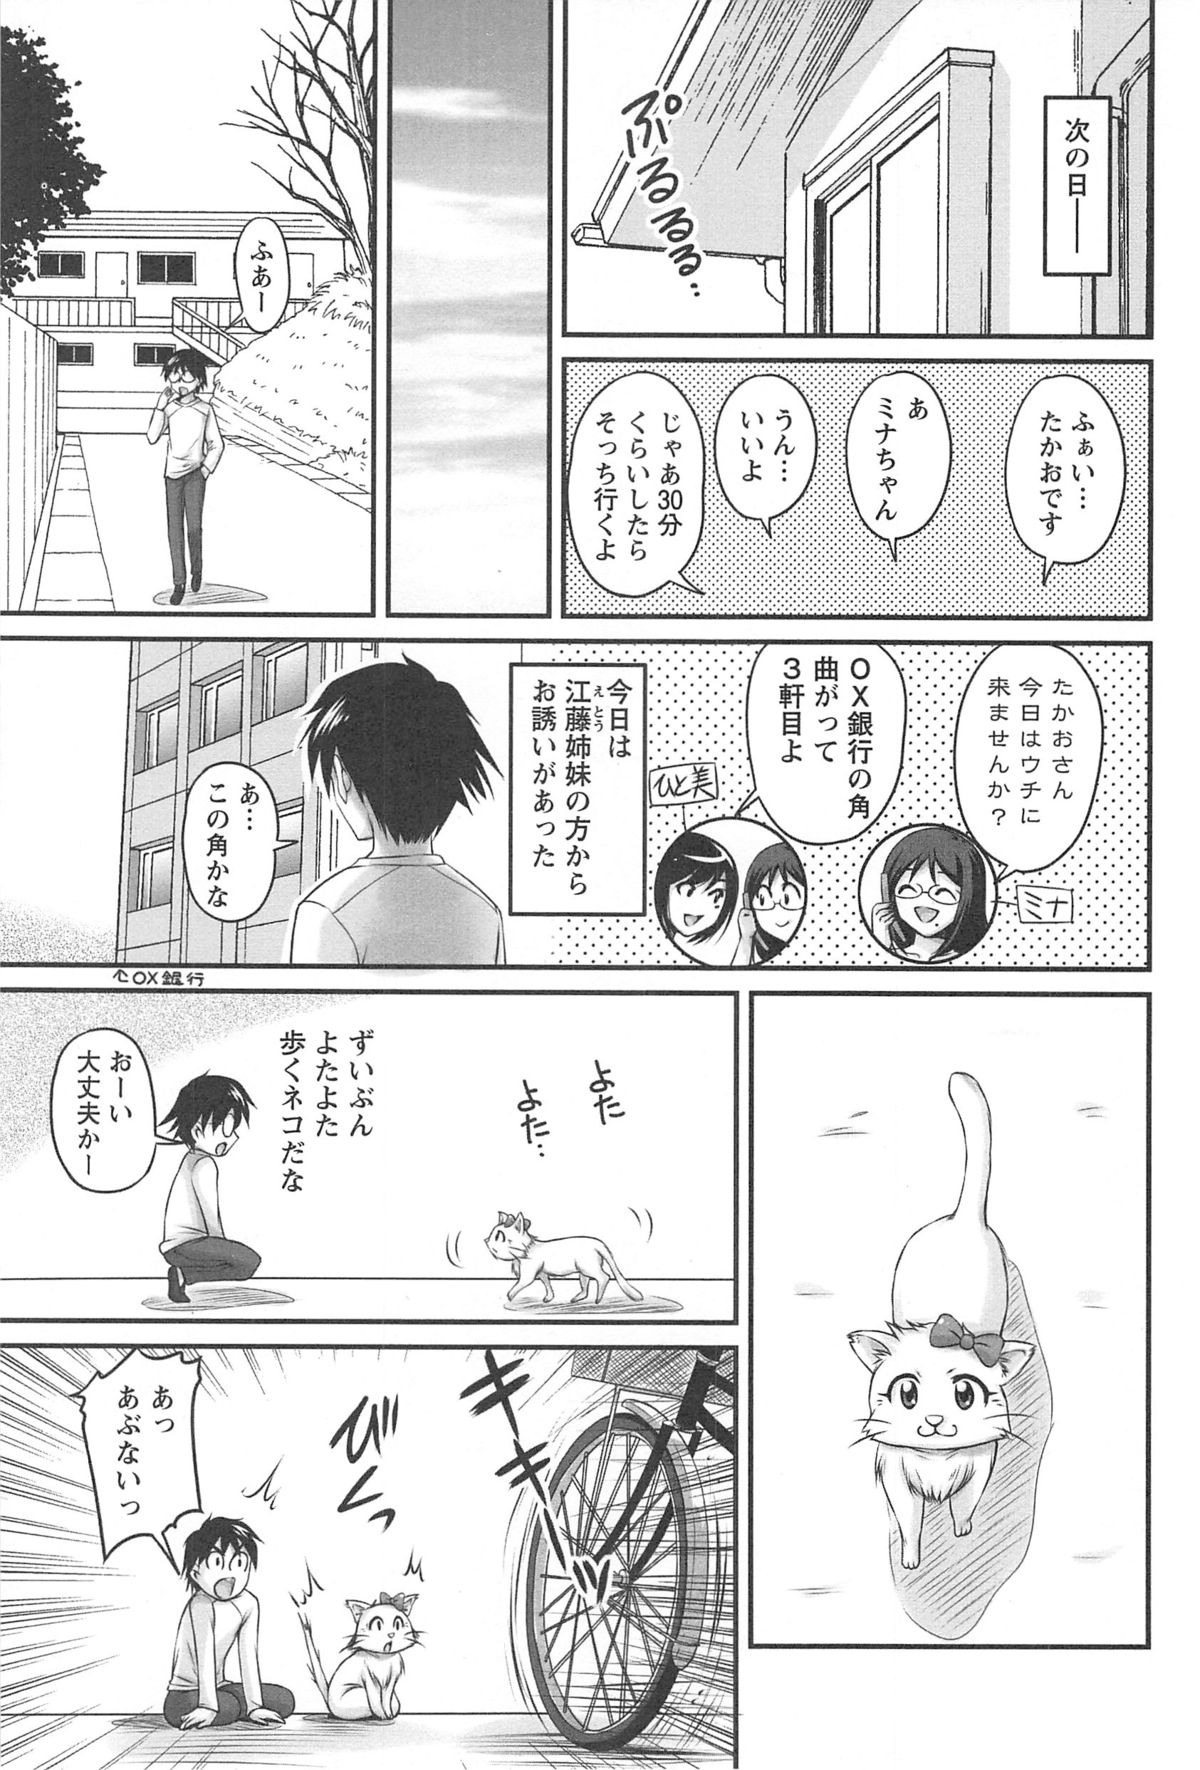 次の日――
ぷるるるる‥
ふぁい…
たかおです
あ
ミナちゃん
うん…
いいよ
じゃあ30分
くらいしたら
そっち行くよ
ふあー
たかおさん
今日はウチに
来ませんか?
ミナ
OX銀行の角
曲がって
3軒目よ
ひと美
今日は
江藤姉妹の方から
えとう
お誘いがあった
あ…
この角かな
OX銀行
よた
よた‥
ずいぶん
よたよた
歩くネコだな
おーい
大丈夫かー
キキーッ
びくっ
あっ
あぶないっ